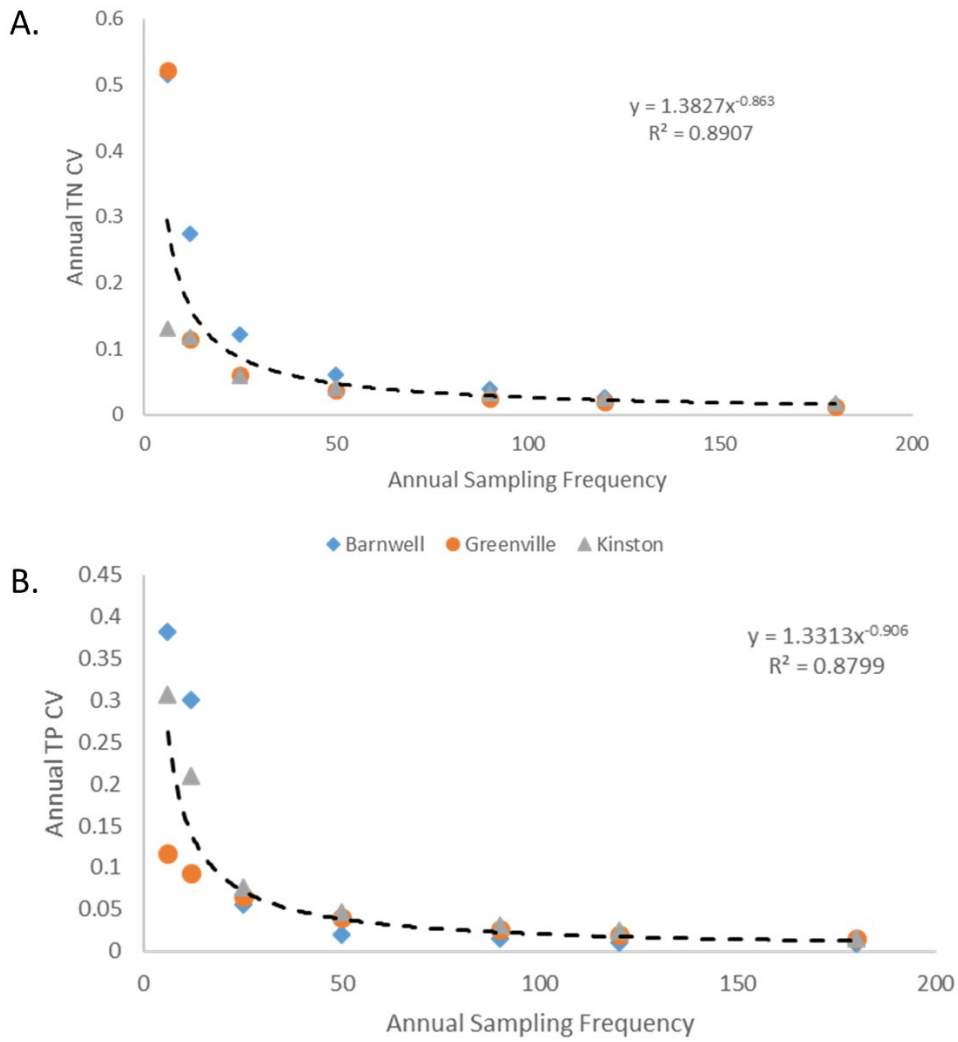 A.
0.6
0.5
0.4
0.3
0.2
0.1
0
Annual TN CV
y = 1.3827x^-0.863
R² = 0.8907
0 50 100 150 200
Annual Sampling Frequency
Barnwell Greenville Kinston
B.
0.45
0.4
0.35
0.3
0.25
0.2
0.15
0.1
0.05
0
Annual TP CV
y = 1.3313x^-0.906
R² = 0.8799
0 50 100 150 200
Annual Sampling Frequency